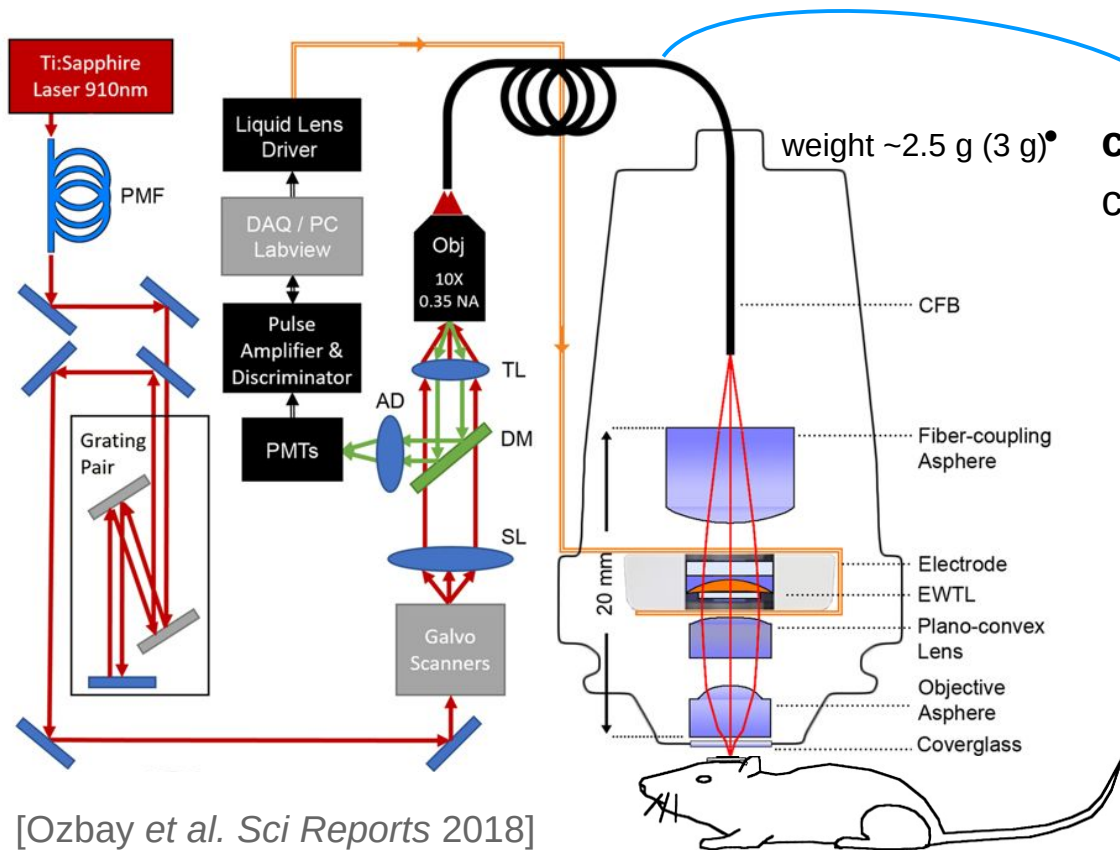 Ti:Sapphire
Laser 910nm
PMF
Grating
Pair
Liquid Lens
Driver
DAQ / PC
Labview
Pulse
Amplifier &
Discriminator
PMTs
AD
Obj
10X
0.35 NA
TL
DM
SL
Galvo
Scanners
weight ~2.5 g (3 g)
• c
c
CFB
Fiber-coupling
Asphere
20 mm
Electrode
EWTL
Plano-convex
Lens
Objective
Asphere
Coverglass
[Ozbay et al. Sci Reports 2018]